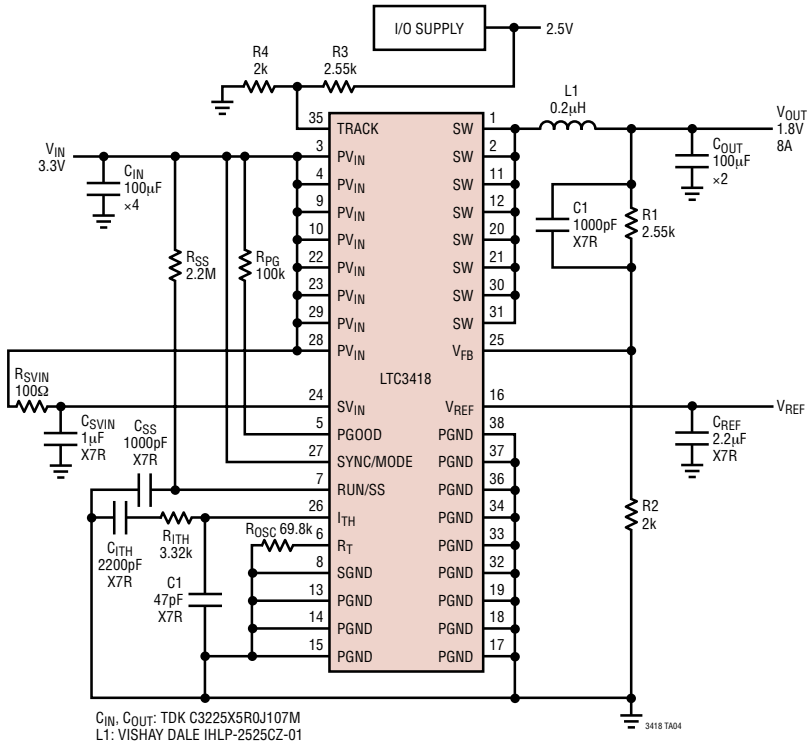 I/O SUPPLY
2.5V
R4
2k
R3
2.55k
L1
0.2µH
VOUT
1.8V
8A
VIN
3.3V
CIN
100µF
×4
COUT
100µF
×2
C1
1000pF
X7R
R1
2.55k
RSS
2.2M
RPG
100k
RSVIN
100Ω
CSVIN
1µF
X7R
CSS
1000pF
X7R
CITH
2200pF
X7R
RITH
3.32k
C1
47pF
X7R
ROSC 69.8k
LTC3418
35 TRACK
3 PVIN
4 PVIN
9 PVIN
10 PVIN
22 PVIN
23 PVIN
29 PVIN
28 PVIN
24 SVIN
5 PGOOD
27 SYNC/MODE
7 RUN/SS
26 ITH
6 RT
8 SGND
13 PGND
14 PGND
15 PGND
SW 1
SW 2
SW 11
SW 12
SW 20
SW 21
SW 30
SW 31
VFB 25
VREF 16
PGND 38
PGND 37
PGND 36
PGND 34
PGND 33
PGND 32
PGND 19
PGND 18
PGND 17
VREF
CREF
2.2µF
X7R
R2
2k
3418 TA04
CIN, COUT: TDK C3225X5R0J107M
L1: VISHAY DALE IHLP-2525CZ-01